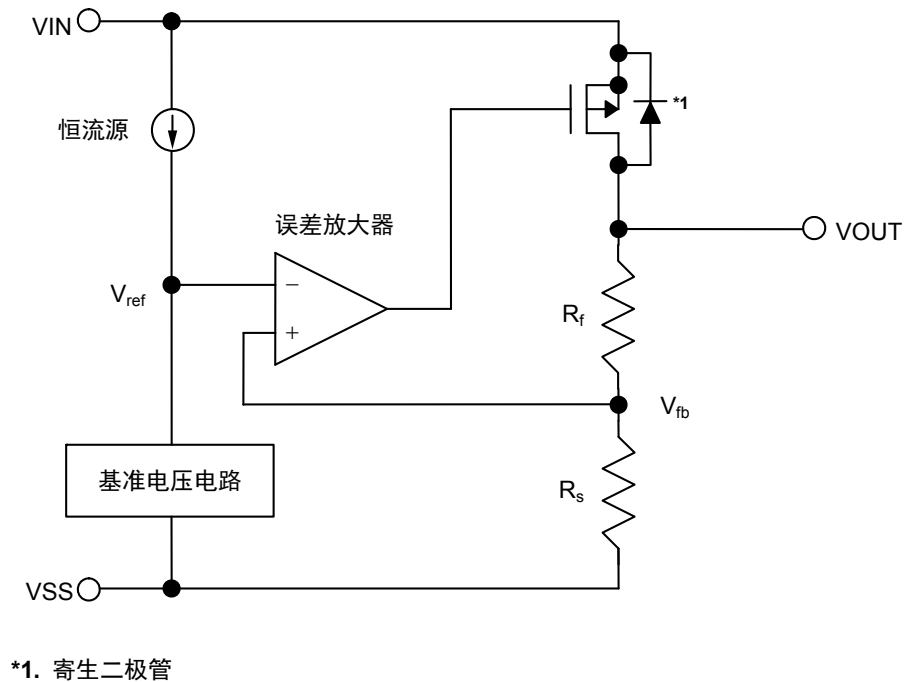 VIN
*1
恒流源
误差放大器
VOUT
Vref
−
+
Rf
Vfb
基准电压电路
Rs
VSS
*1. 寄生二极管